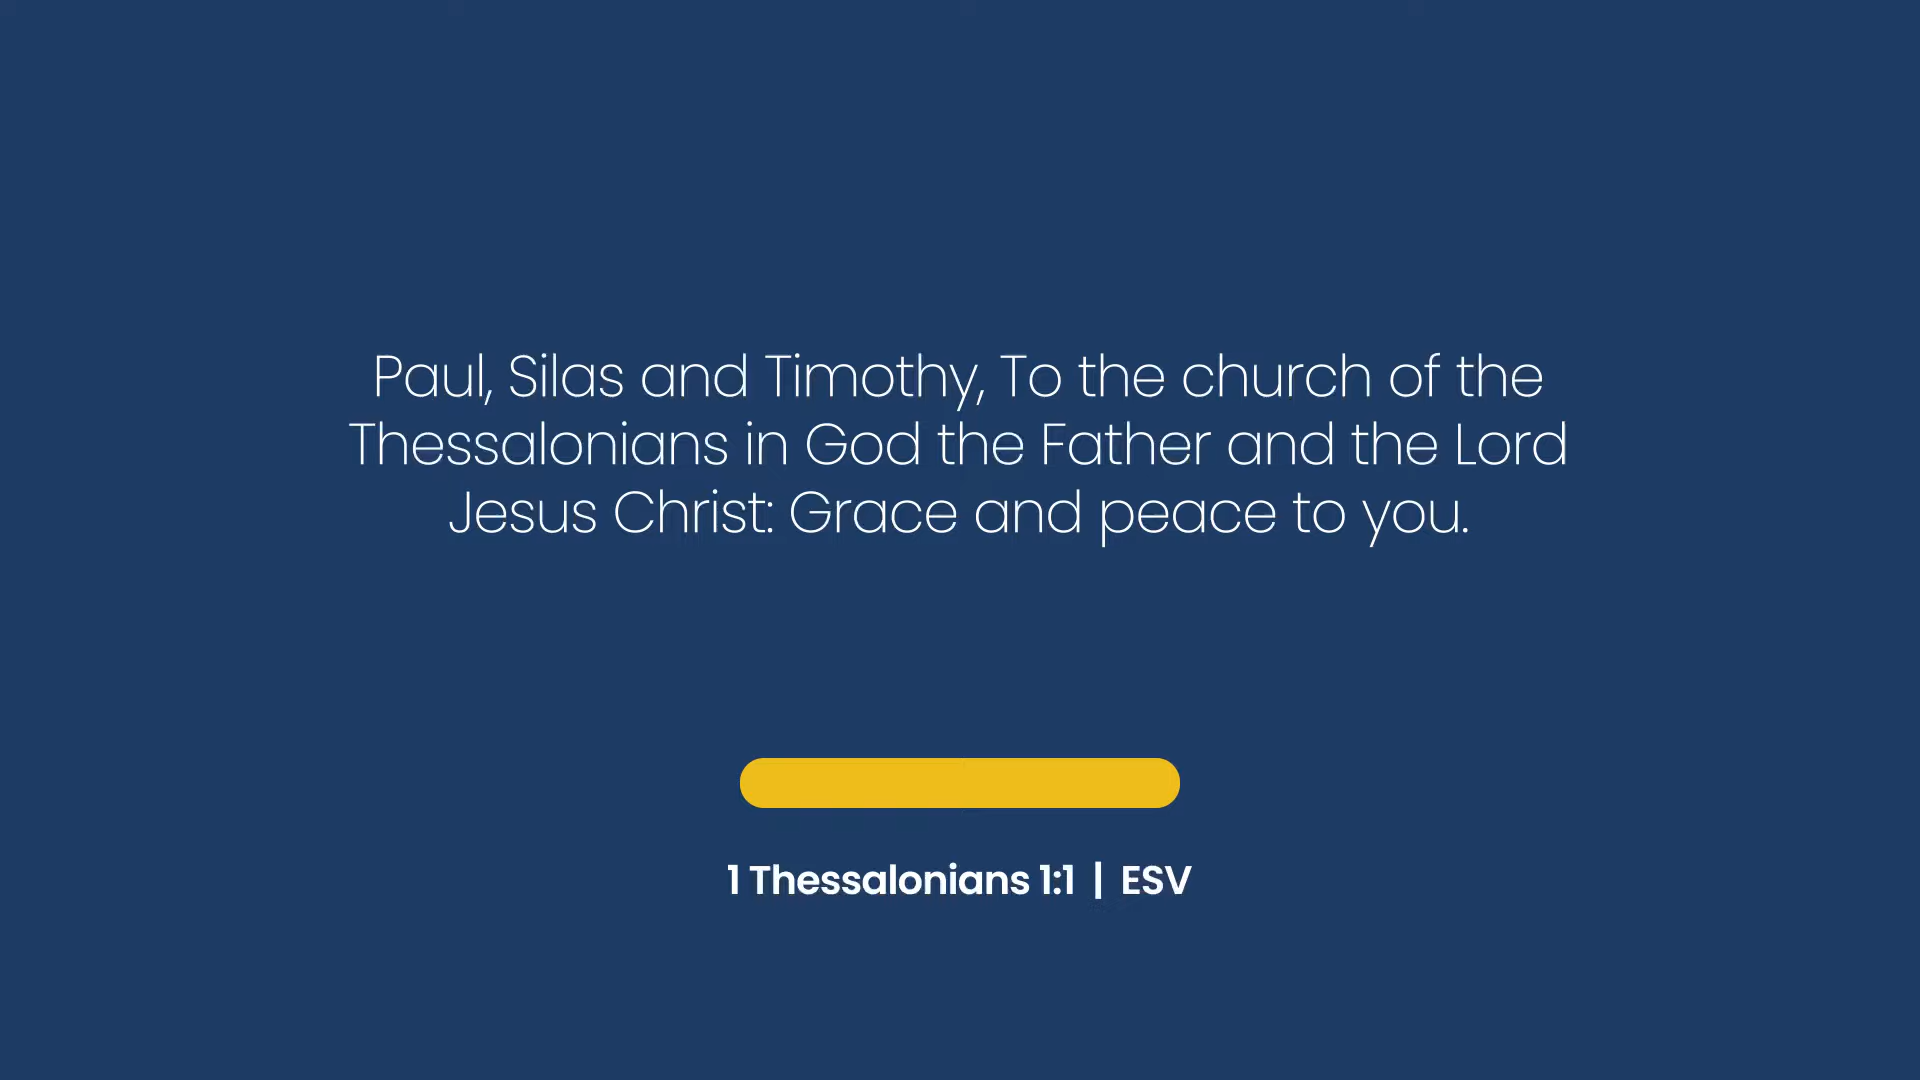 Paul, Silas and Timothy, To the church of the
Thessalonians in God the Father and the Lord
Jesus Christ: Grace and peace to you.
1 Thessalonians 1:1 | ESV